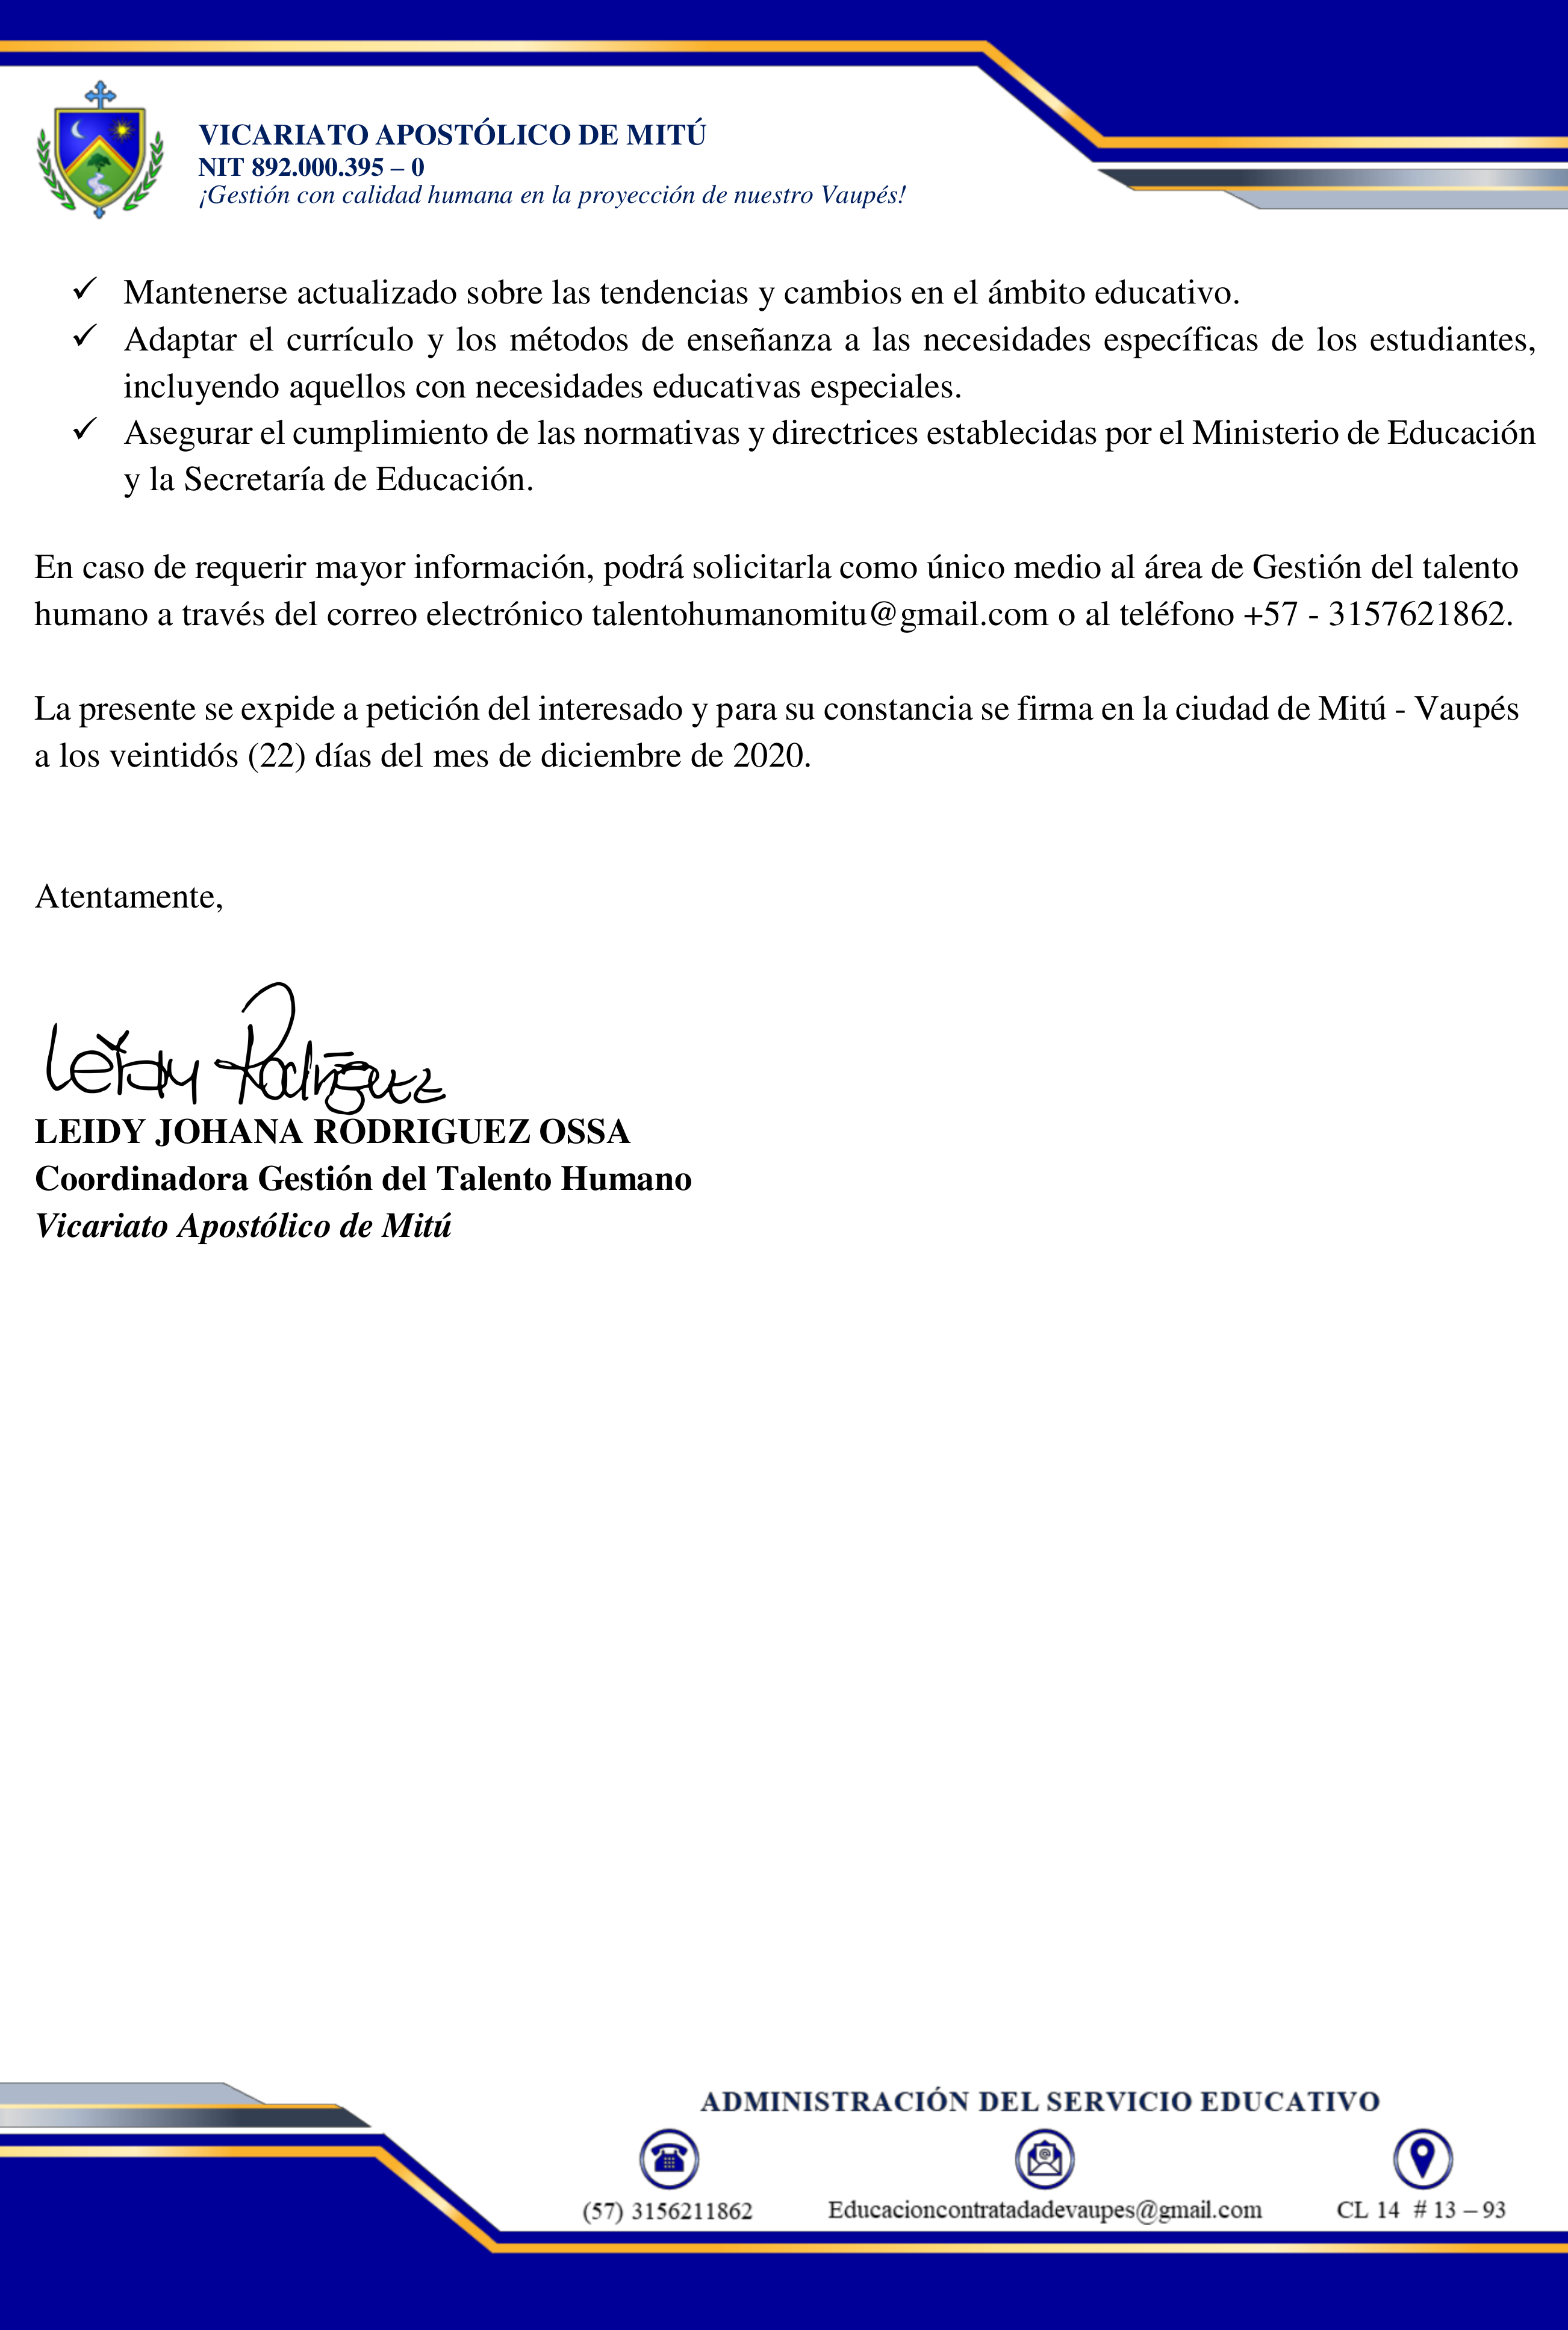 VICARIATO APOSTÓLICO DE MITÚ
NIT 892.000.395 – 0
¡Gestión con calidad humana en la proyección de nuestro Vaupés!
✓ Mantenerse actualizado sobre las tendencias y cambios en el ámbito educativo.
✓ Adaptar el currículo y los métodos de enseñanza a las necesidades específicas de los estudiantes,
incluyendo aquellos con necesidades educativas especiales.
✓ Asegurar el cumplimiento de las normativas y directrices establecidas por el Ministerio de Educación
y la Secretaría de Educación.
En caso de requerir mayor información, podrá solicitarla como único medio al área de Gestión del talento
humano a través del correo electrónico talentohumanomitu@gmail.com o al teléfono +57 - 3157621862.
La presente se expide a petición del interesado y para su constancia se firma en la ciudad de Mitú - Vaupés
a los veintidós (22) días del mes de diciembre de 2020.
Atentamente,
Leidy Rodríguez
LEIDY JOHANA RODRIGUEZ OSSA
Coordinadora Gestión del Talento Humano
Vicariato Apostólico de Mitú
ADMINISTRACIÓN DEL SERVICIO EDUCATIVO
(57) 3156211862 Educacioncontratadadevaupes@gmail.com CL 14 # 13 – 93